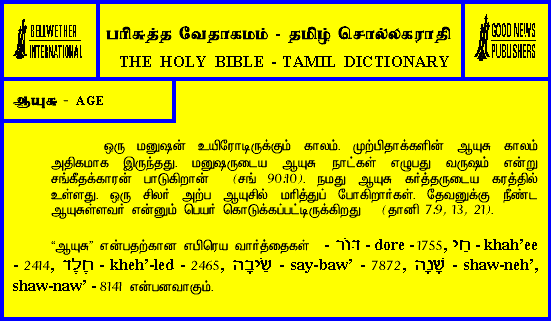 BELLWETHER
INTERNATIONAL
பரிசுத்த வேதாகமம் - தமிழ் சொல்லகராதி
THE HOLY BIBLE - TAMIL DICTIONARY
GOOD NEWS
PUBLISHERS
ஆயுசு - AGE
ஒரு மனுஷன் உயிரோடிருக்கும் காலம். முற்பிதாக்களின் ஆயுசு காலம்
அதிகமாக இருந்தது. மனுஷருடைய ஆயுசு நாட்கள் எழுபது வருஷம் என்று
சங்கீதக்காரன் பாடுகிறான் (சங் 90:10). நமது ஆயுசு கர்த்தருடைய கரத்தில்
உள்ளது. ஒரு சிலர் அற்ப ஆயுசில் மரித்துப் போகிறார்கள். தேவனுக்கு நீண்ட
ஆயுசுள்ளவர் என்னும் பெயர் கொடுக்கப்பட்டிருக்கிறது (தானி 7:9, 13, 21).
“ஆயுசு” என்பதற்கான எபிரெய வார்த்தைகள் - דּוֹר - dore - 1755, חַי - khah’ee
- 2414, חֶלֶד - kheh’-led - 2465, שֵׂיבָה - say-baw’ - 7872, שָׁנָה - shaw-neh’,
shaw-naw’ - 8141 என்பனவாகும்.